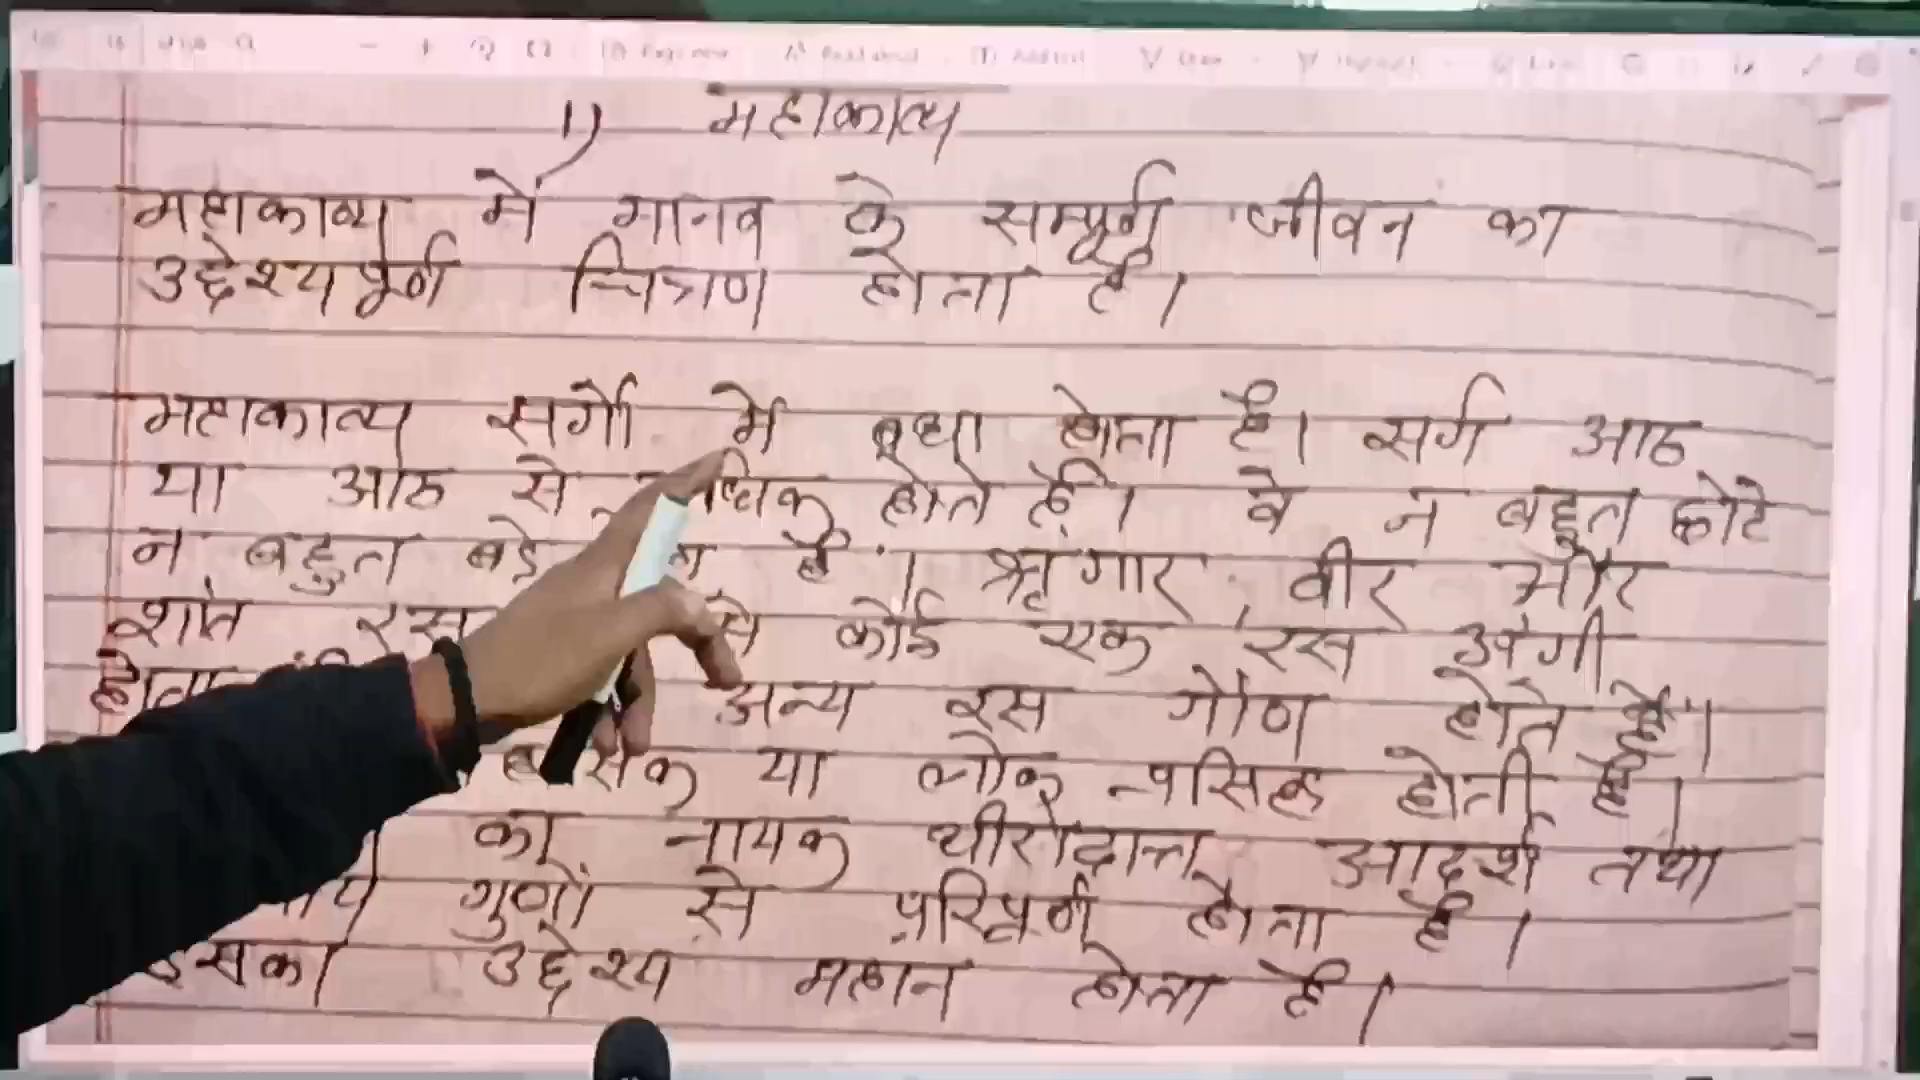 1) महाकाव्य
महाकाव्य में मानव के सम्पूर्ण जीवन का
उद्देश्यपूर्ण चित्रण होता है।
महाकाव्य सर्गों में बधा होता है। सर्ग आठ
या आठ से होते हैं। वे न बहुत छोटे
न बहुत बड़े है। श्रृंगार, वीर और
शांत रस से कोई एक रस अंगी
अन्य रस गौण होते है।
या लोक प्रसिद्ध होती है।
का नायक धीरोदात्त आदर्श तथा
गुणों से परिपूर्ण होता है।
इसका उद्देश्य महान होता है।